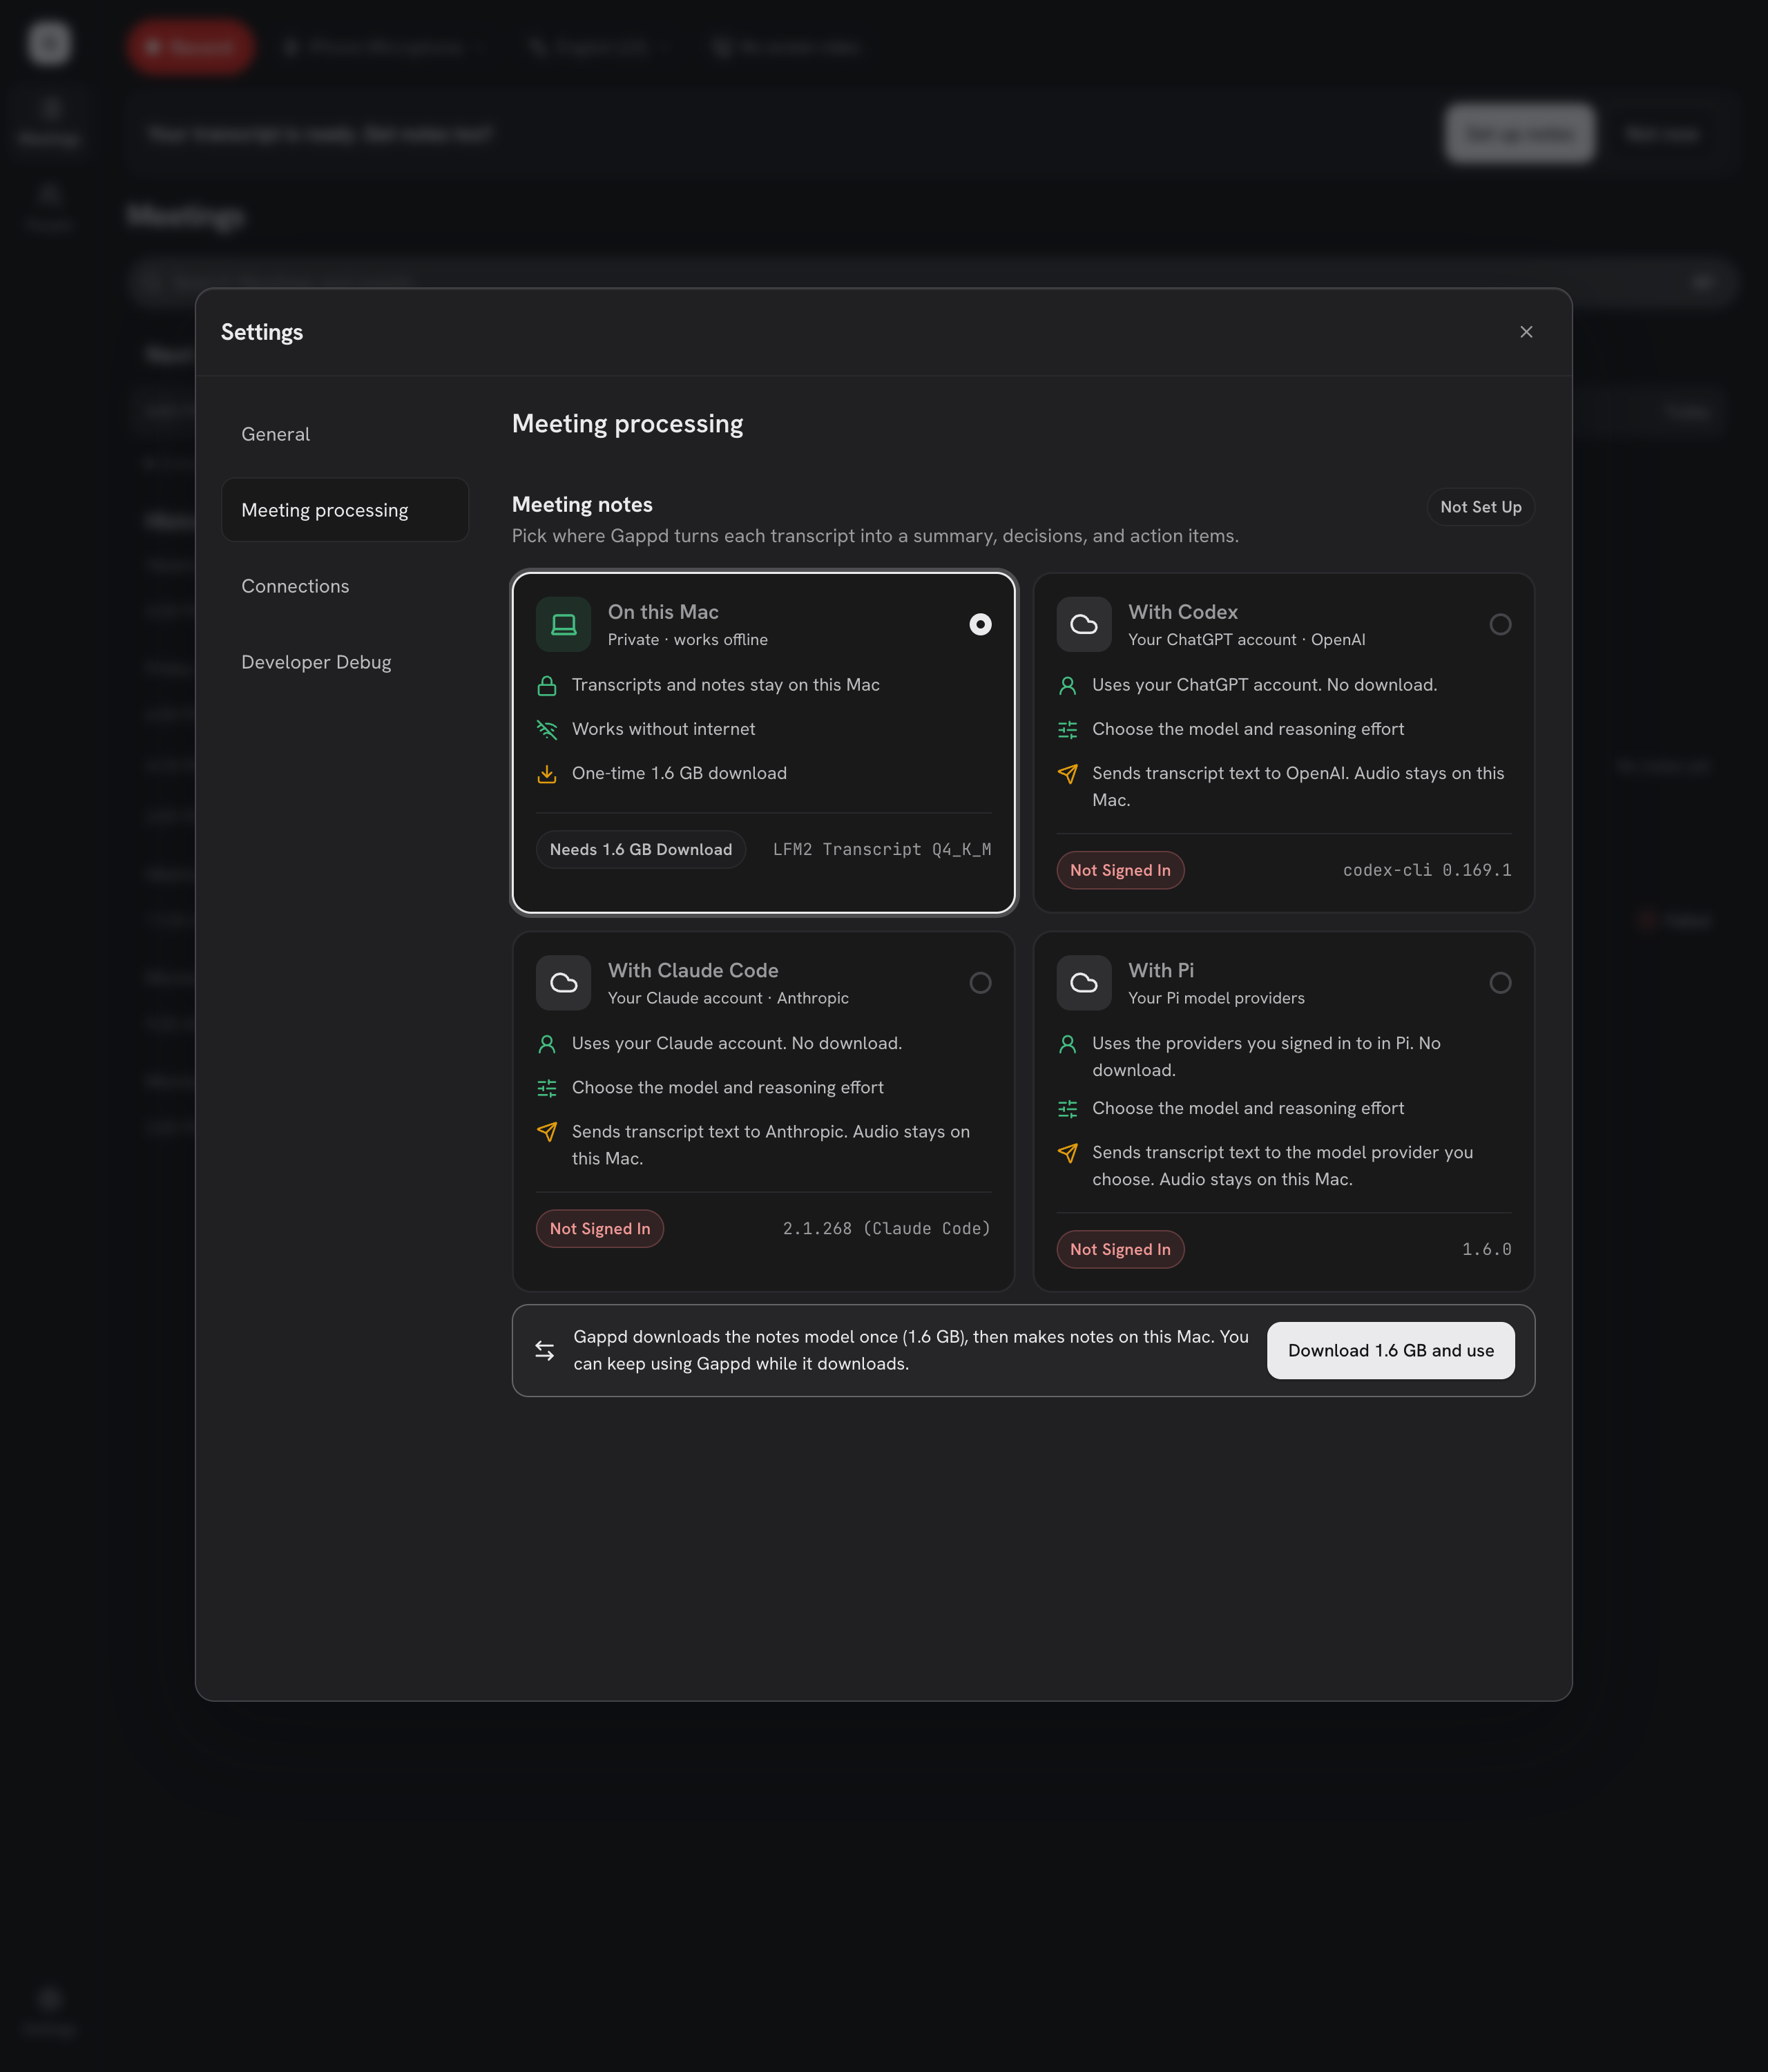 Settings
General
Meeting processing
Connections
Developer Debug
Meeting processing
Meeting notes
Not Set Up
Pick where Gappd turns each transcript into a summary, decisions, and action items.
On this Mac
Private · works offline
Transcripts and notes stay on this Mac
Works without internet
One-time 1.6 GB download
Needs 1.6 GB Download
LFM2 Transcript Q4_K_M
With Codex
Your ChatGPT account · OpenAI
Uses your ChatGPT account. No download.
Choose the model and reasoning effort
Sends transcript text to OpenAI. Audio stays on this
Mac.
Not Signed In
codex-cli 0.169.1
With Claude Code
Your Claude account · Anthropic
Uses your Claude account. No download.
Choose the model and reasoning effort
Sends transcript text to Anthropic. Audio stays on
this Mac.
Not Signed In
2.1.268 (Claude Code)
With Pi
Your Pi model providers
Uses the providers you signed in to in Pi. No
download.
Choose the model and reasoning effort
Sends transcript text to the model provider you
choose. Audio stays on this Mac.
Not Signed In
1.6.0
Gappd downloads the notes model once (1.6 GB), then makes notes on this Mac. You
can keep using Gappd while it downloads.
Download 1.6 GB and use